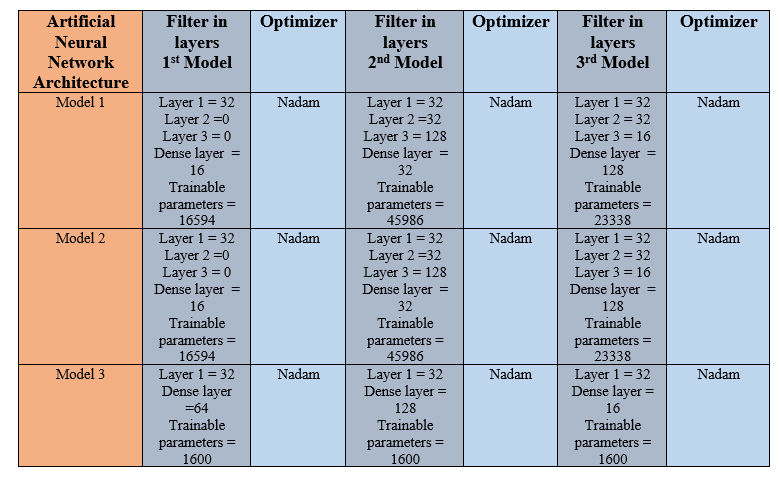 Artificial
Neural
Network
Architecture
Filter in
layers
1st Model
Optimizer
Filter in
layers
2nd Model
Optimizer
Filter in
layers
3rd Model
Optimizer
Model 1
Layer 1 = 32
Layer 2 =0
Layer 3 = 0
Dense layer =
16
Trainable
parameters =
16594
Nadam
Layer 1 = 32
Layer 2 =32
Layer 3 = 128
Dense layer =
32
Trainable
parameters =
45986
Nadam
Layer 1 = 32
Layer 2 = 32
Layer 3 = 16
Dense layer =
128
Trainable
parameters =
23338
Nadam
Model 2
Layer 1 = 32
Layer 2 =0
Layer 3 = 0
Dense layer =
16
Trainable
parameters =
16594
Nadam
Layer 1 = 32
Layer 2 =32
Layer 3 = 128
Dense layer =
32
Trainable
parameters =
45986
Nadam
Layer 1 = 32
Layer 2 = 32
Layer 3 = 16
Dense layer =
128
Trainable
parameters =
23338
Nadam
Model 3
Layer 1 = 32
Dense layer
=64
Trainable
parameters =
1600
Nadam
Layer 1 = 32
Dense layer =
128
Trainable
parameters =
1600
Nadam
Layer 1 = 32
Dense layer =
16
Trainable
parameters =
1600
Nadam